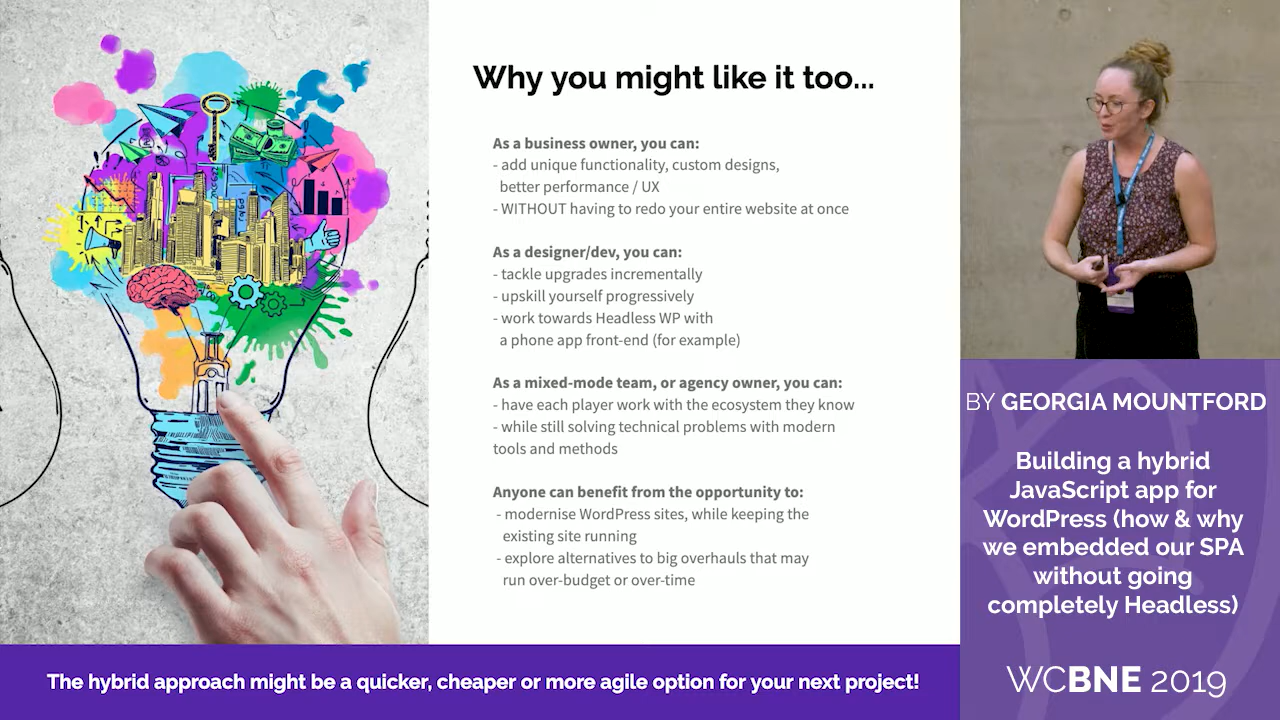 Why you might like it too...
As a business owner, you can:
- add unique functionality, custom designs,
better performance / UX
- WITHOUT having to redo your entire website at once
As a designer/dev, you can:
- tackle upgrades incrementally
- upskill yourself progressively
- work towards Headless WP with
a phone app front-end (for example)
As a mixed-mode team, or agency owner, you can:
- have each player work with the ecosystem they know
- while still solving technical problems with modern
tools and methods
Anyone can benefit from the opportunity to:
- modernise WordPress sites, while keeping the
existing site running
- explore alternatives to big overhauls that may
run over-budget or over-time
The hybrid approach might be a quicker, cheaper or more agile option for your next project!
BY GEORGIA MOUNTFORD
Building a hybrid
JavaScript app for
WordPress (how & why
we embedded our SPA
without going
completely Headless)
WCBNE 2019